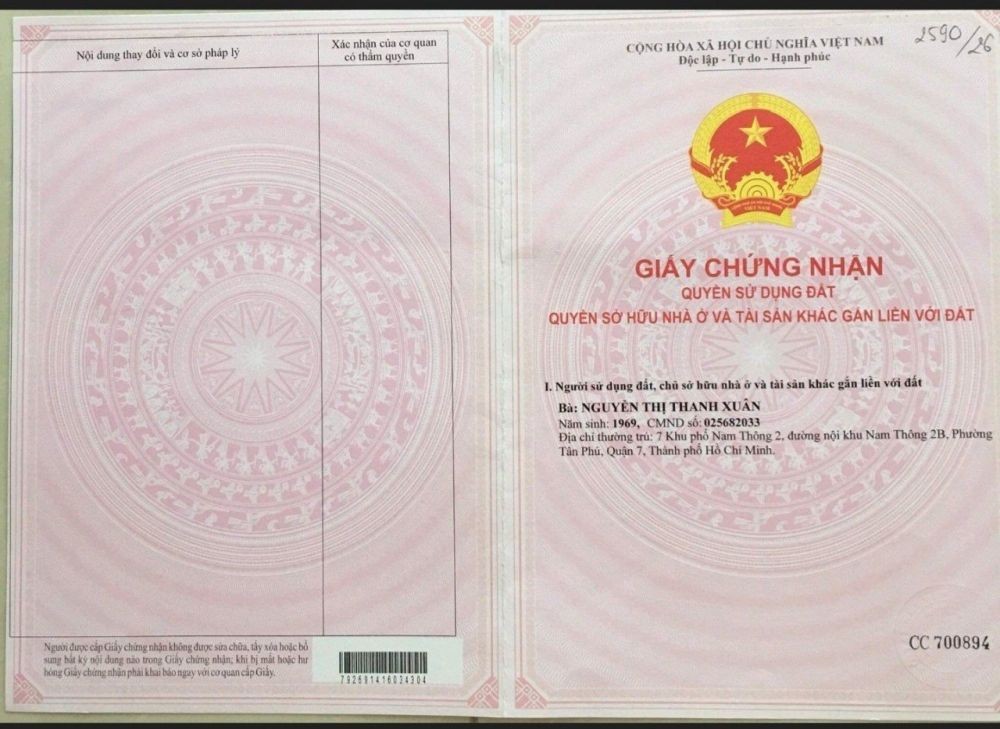 Nội dung thay đổi và cơ sở pháp lý
Xác nhận của cơ quan
có thẩm quyền
Người được cấp Giấy chứng nhận không được sửa chữa, tẩy xóa hoặc bổ
sung bất kỳ nội dung nào trong Giấy chứng nhận; khi bị mất hoặc hư
hỏng Giấy chứng nhận phải khai báo ngay với cơ quan cấp Giấy.
792691416034304
2590/26
CỘNG HÒA XÃ HỘI CHỦ NGHĨA VIỆT NAM
Độc lập - Tự do - Hạnh phúc
GIẤY CHỨNG NHẬN
QUYỀN SỬ DỤNG ĐẤT
QUYỀN SỞ HỮU NHÀ Ở VÀ TÀI SẢN KHÁC GẮN LIỀN VỚI ĐẤT
I. Người sử dụng đất, chủ sở hữu nhà ở và tài sản khác gắn liền với đất
Bà: NGUYỄN THỊ THANH XUÂN
Năm sinh: 1969, CMND số: 025682033
Địa chỉ thường trú: 7 Khu phố Nam Thông 2, đường nội khu Nam Thông 2B, Phường
Tân Phú, Quận 7, Thành phố Hồ Chí Minh.
CC 700894